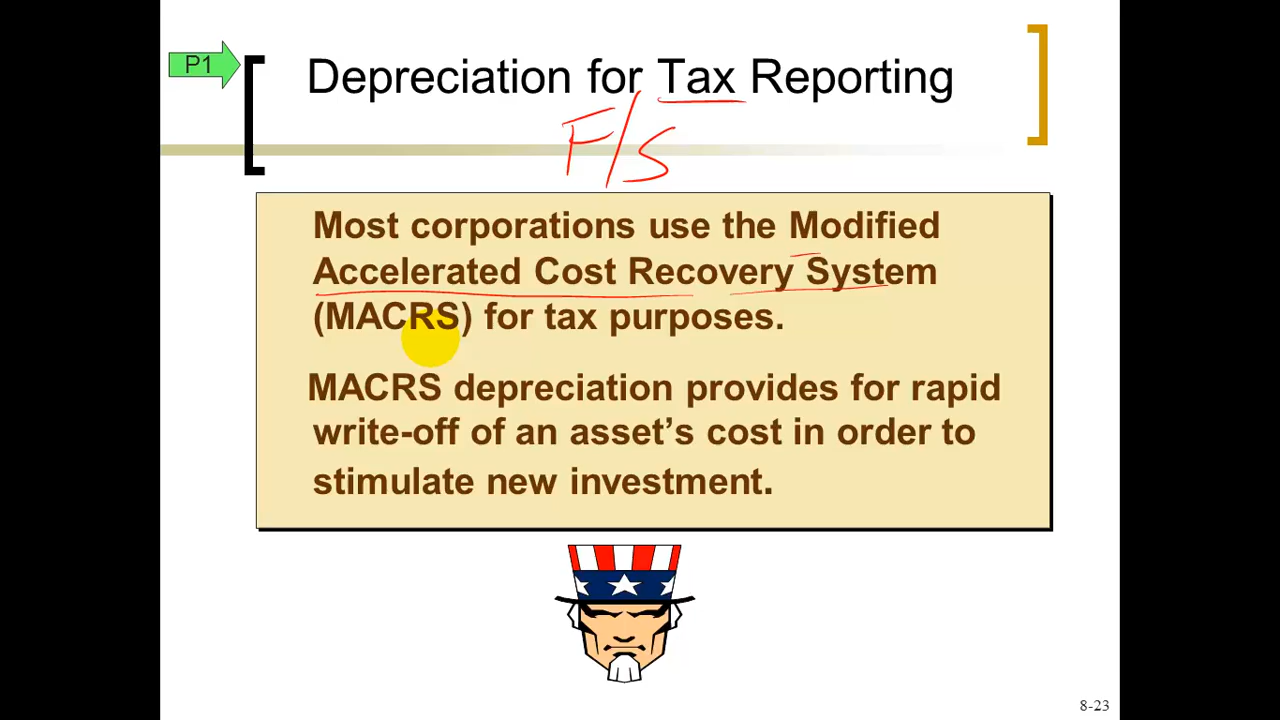 P1
Depreciation for Tax Reporting
F/S
Most corporations use the Modified
Accelerated Cost Recovery System
(MACRS) for tax purposes.
MACRS depreciation provides for rapid
write-off of an asset’s cost in order to
stimulate new investment.
8-23